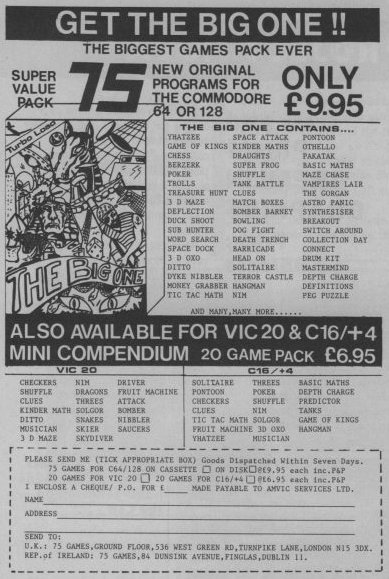 GET THE BIG ONE !!
THE BIGGEST GAMES PACK EVER
SUPER
VALUE
PACK
75
NEW ORIGINAL
PROGRAMS FOR
THE COMMODORE
64 OR 128
ONLY
£9.95
Turbo Load
THE BIG ONE
THE BIG ONE CONTAINS....
YHATZEE SPACE ATTACK PONTOON
GAME OF KINGS KINDER MATHS OTHELLO
CHESS DRAUGHTS PAKATAK
BERZERK SUPER FROG BASIC MATHS
POKER SHUFFLE MAZE CHASE
TROLLS TANK BATTLE VAMPIRES LAIR
TREASURE HUNT CLUES THE GORGAN
3 D MAZE MATCH BOXES ASTRO PANIC
DEFLECTION BOMBER BARNEY SYNTHESISER
DUCK SHOOT BOWLING BREAKOUT
SUB HUNTER DOG FIGHT SWITCH AROUND
WORD SEARCH DEATH TRENCH COLLECTION DAY
SPACE DOCK BARRICADE CONNECT
3 D OXO HEAD ON DRUM KIT
DITTO SOLITAIRE MASTERMIND
DYKE NIBBLER TERROR CASTLE DEPTH CHARGE
MONEY GRABBER HANGMAN DEFINITIONS
TIC TAC MATH NIM PEG PUZZLE
AND MANY,MANY MORE......
ALSO AVAILABLE FOR VIC 20 & C16/+4
MINI COMPENDIUM 20 GAME PACK £6.95
VIC 20
CHECKERS NIM DRIVER
SHUFFLE DRAGONS FRUIT MACHINE
CLUES THREES ATTACK
KINDER MATH SOLGOR BOMBER
DITTO SNAKES NIBBLER
MUSICIAN SKIER SAUCERS
3 D MAZE SKYDIVER
C16/+4
SOLITAIRE THREES BASIC MATHS
PONTOON POKER DEPTH CHARGE
CHECKERS SHUFFLE PREDICTOR
CLUES NIM TANKS
TIC TAC MATH SOLGOR GAME OF KINGS
FRUIT MACHINE 3D OXO HANGMAN
YHATZEE MUSICIAN
PLEASE SEND ME (TICK APPROPRIATE BOX) Goods Dispatched Within Seven Days.
75 GAMES FOR C64/128 ON CASSETTE ON DISK @£9.95 each inc.P&P
20 GAMES FOR VIC 20 20 GAMES FOR C16/+4 @£6.95 each inc.P&P
I ENCLOSE A CHEQUE/ P.O. FOR £ MADE PAYABLE TO AMVIC SERVICES LTD.
NAME
ADDRESS
SEND TO:
U.K.: 75 GAMES,GROUND FLOOR,536 WEST GREEN RD,TURNPIKE LANE,LONDON N15 3DX.
REP.of IRELAND: 75 GAMES,84 DUNSINK AVENUE,FINGLAS,DUBLIN 11.